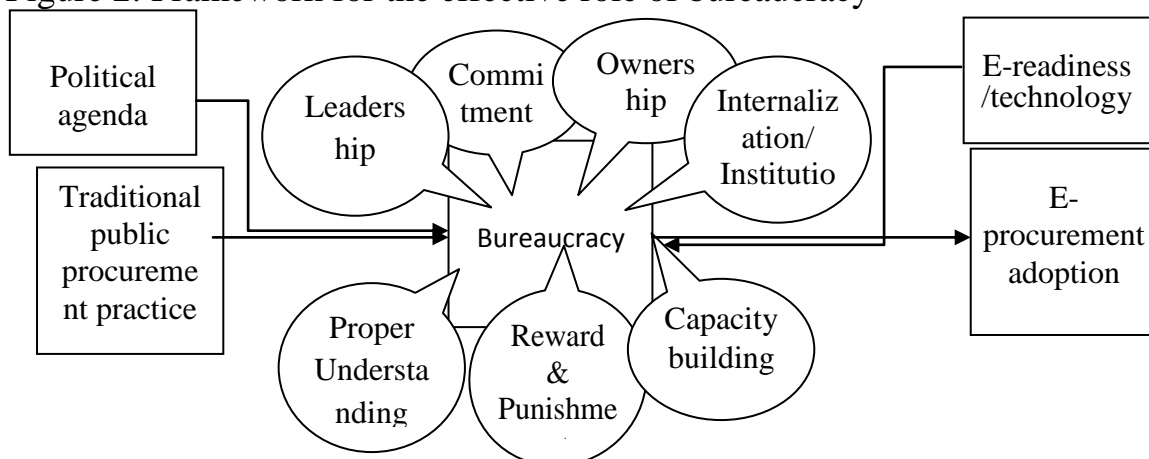 Figure 2: Framework for the effective role of bureaucracy
Political
agenda
Traditional
public
procureme
nt practice
Leaders
hip
Commi
tment
Owners
hip
Internaliz
ation/
Institutio
Bureaucracy
Proper
Understa
nding
Reward
&
Punishme
Capacity
building
E-readiness
/technology
E-
procurement
adoption